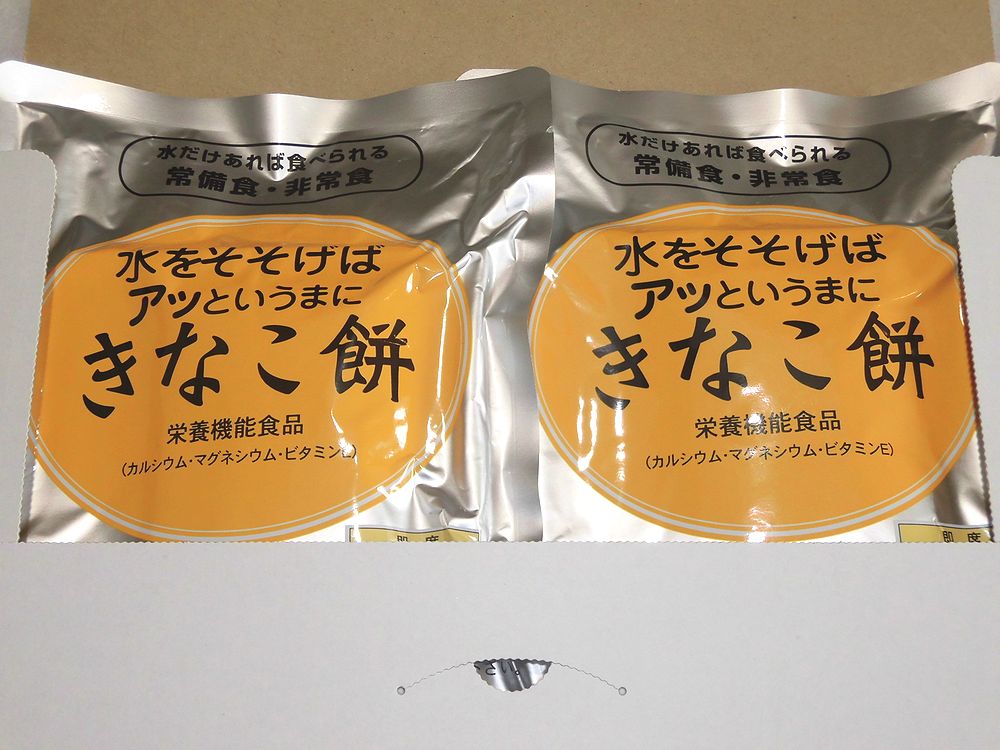 水だけあれば食べられる
常備食・非常食
水をそそげば
アッというまに
きなこ餅
栄養機能食品
(カルシウム・マグネシウム・ビタミンE)
水だけあれば食べられる
常備食・非常食
水をそそげば
アッというまに
きなこ餅
栄養機能食品
(カルシウム・マグネシウム・ビタミンE)